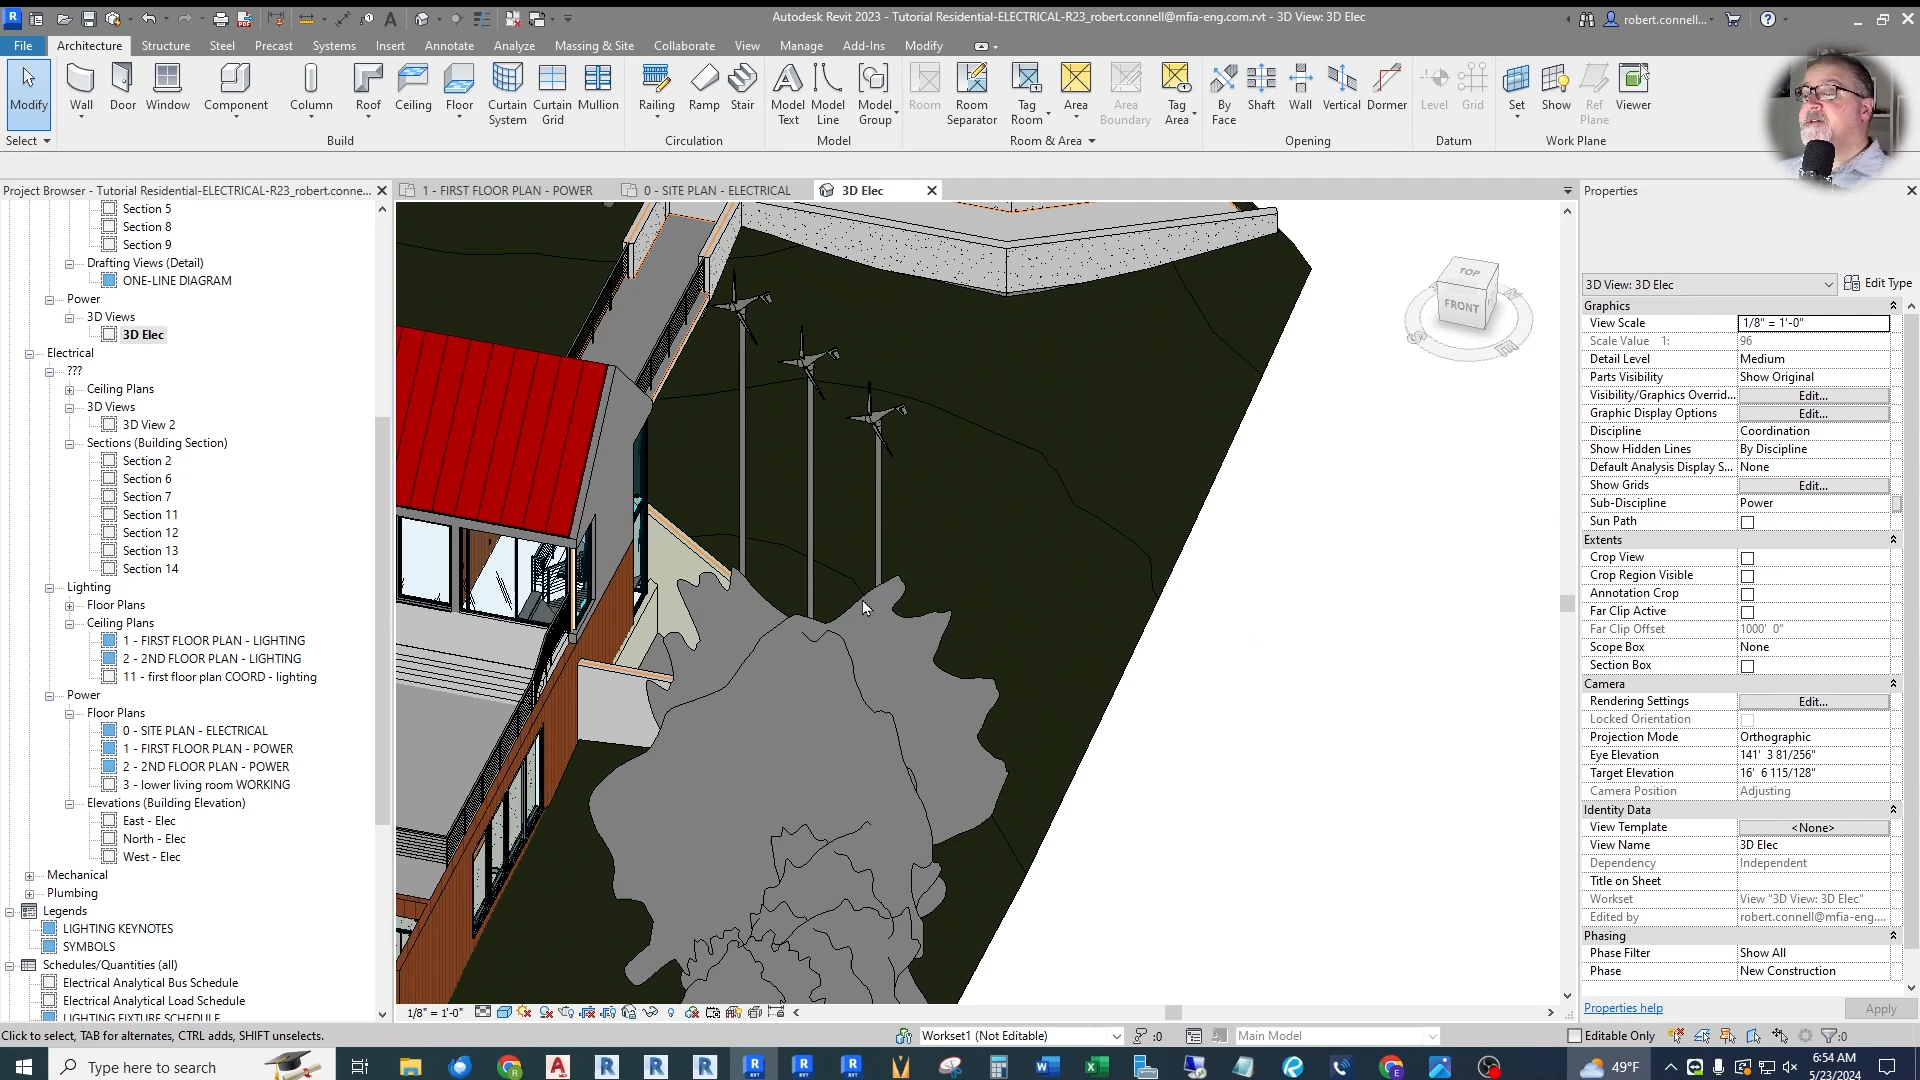 Autodesk Revit 2023 - Tutorial Residential-ELECTRICAL-R23_robert.connell@mfia-eng.com.rvt - 3D View: 3D Elec
robert.connell...
File Architecture Structure Steel Precast Systems Insert Annotate Analyze Massing & Site Collaborate View Manage Add-Ins Modify
Modify Wall Door Window Component Column Roof Ceiling Floor Curtain System Curtain Grid Mullion Railing Ramp Stair Model Text Model Line Model Group Room Room Separator Tag Room Area Area Boundary Tag Area By Face Shaft Wall Vertical Dormer Level Grid Set Show Ref Plane Viewer
Select Build Circulation Model Room & Area Opening Datum Work Plane
Project Browser - Tutorial Residential-ELECTRICAL-R23_robert.conne...
1 - FIRST FLOOR PLAN - POWER
0 - SITE PLAN - ELECTRICAL
3D Elec
Section 5
Section 8
Section 9
Drafting Views (Detail)
ONE-LINE DIAGRAM
Power
3D Views
3D Elec
Electrical
???
Ceiling Plans
3D Views
3D View 2
Sections (Building Section)
Section 2
Section 6
Section 7
Section 11
Section 12
Section 13
Section 14
Lighting
Floor Plans
Ceiling Plans
1 - FIRST FLOOR PLAN - LIGHTING
2 - 2ND FLOOR PLAN - LIGHTING
11 - first floor plan COORD - lighting
Power
Floor Plans
0 - SITE PLAN - ELECTRICAL
1 - FIRST FLOOR PLAN - POWER
2 - 2ND FLOOR PLAN - POWER
3 - lower living room WORKING
Elevations (Building Elevation)
East - Elec
North - Elec
West - Elec
Mechanical
Plumbing
Legends
LIGHTING KEYNOTES
SYMBOLS
Schedules/Quantities (all)
Electrical Analytical Bus Schedule
Electrical Analytical Load Schedule
LIGHTING FIXTURE SCHEDULE
TOP
FRONT
Properties
3D View: 3D Elec
Edit Type
Graphics
View Scale 1/8" = 1'-0"
Scale Value 1: 96
Detail Level Medium
Parts Visibility Show Original
Visibility/Graphics Overrid... Edit...
Graphic Display Options Edit...
Discipline Coordination
Show Hidden Lines By Discipline
Default Analysis Display S... None
Show Grids Edit...
Sub-Discipline Power
Sun Path
Extents
Crop View
Crop Region Visible
Annotation Crop
Far Clip Active
Far Clip Offset 1000' 0"
Scope Box None
Section Box
Camera
Rendering Settings Edit...
Locked Orientation
Projection Mode Orthographic
Eye Elevation 141' 3 81/256"
Target Elevation 16' 6 115/128"
Camera Position Adjusting
Identity Data
View Template <None>
View Name 3D Elec
Dependency Independent
Title on Sheet
Workset View "3D View: 3D Elec"
Edited by robert.connell@mfia-eng....
Phasing
Phase Filter Show All
Phase New Construction
Properties help
Apply
1/8" = 1'-0"
Click to select, TAB for alternates, CTRL adds, SHIFT unselects.
Workset1 (Not Editable)
:0
Main Model
Editable Only
:0
Type here to search
49°F
6:54 AM
5/23/2024